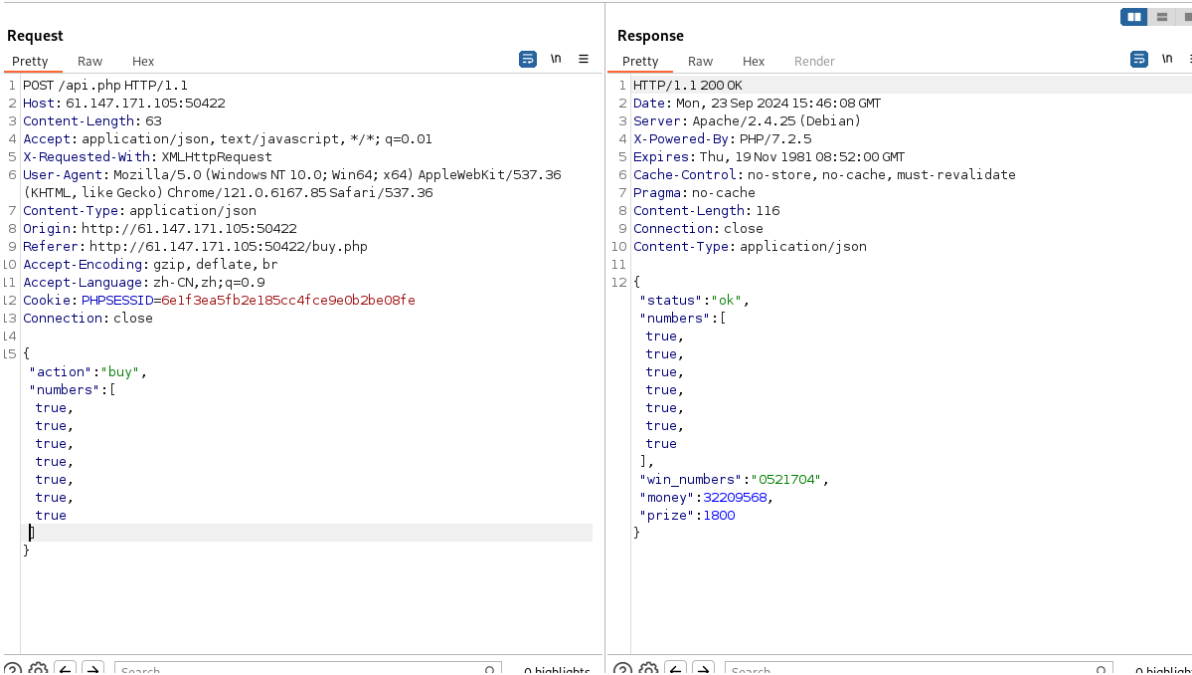 Request
Pretty Raw Hex \n
1 POST /api.php HTTP/1.1
2 Host: 61.147.171.105:50422
3 Content-Length: 63
4 Accept: application/json, text/javascript, */*; q=0.01
5 X-Requested-With: XMLHttpRequest
6 User-Agent: Mozilla/5.0 (Windows NT 10.0; Win64; x64) AppleWebKit/537.36
(KHTML, like Gecko) Chrome/121.0.6167.85 Safari/537.36
7 Content-Type: application/json
8 Origin: http://61.147.171.105:50422
9 Referer: http://61.147.171.105:50422/buy.php
10 Accept-Encoding: gzip, deflate, br
11 Accept-Language: zh-CN,zh;q=0.9
12 Cookie: PHPSESSID=6e1f3ea5fb2e185cc4fce9e0b2be08fe
13 Connection: close
14
15 {
"action":"buy",
"numbers":[
true,
true,
true,
true,
true,
true,
true
]
}
Search
0 highlights
Response
Pretty Raw Hex Render \n
1 HTTP/1.1 200 OK
2 Date: Mon, 23 Sep 2024 15:46:08 GMT
3 Server: Apache/2.4.25 (Debian)
4 X-Powered-By: PHP/7.2.5
5 Expires: Thu, 19 Nov 1981 08:52:00 GMT
6 Cache-Control: no-store, no-cache, must-revalidate
7 Pragma: no-cache
8 Content-Length: 116
9 Connection: close
10 Content-Type: application/json
11
12 {
"status":"ok",
"numbers":[
true,
true,
true,
true,
true,
true,
true
],
"win_numbers":"0521704",
"money":32209568,
"prize":1800
}
Search
0 highligh